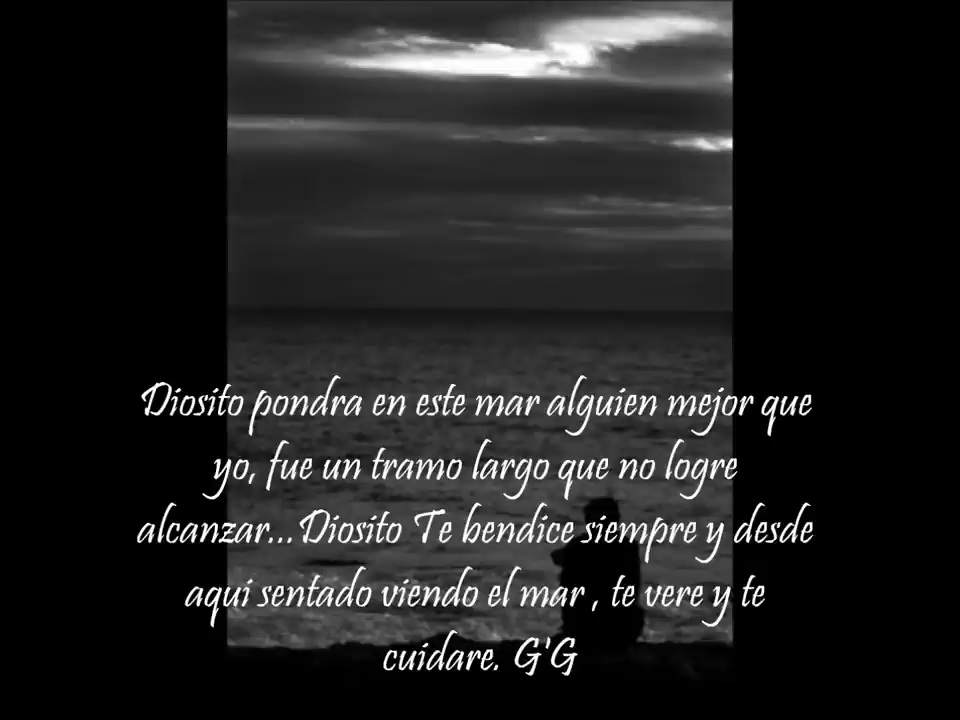 Diosito pondra en este mar alguien mejor que
yo, fue un tramo largo que no logre
alcanzar...Diosito Te bendice siempre y desde
aqui sentado viendo el mar , te vere y te
cuidare. G'G